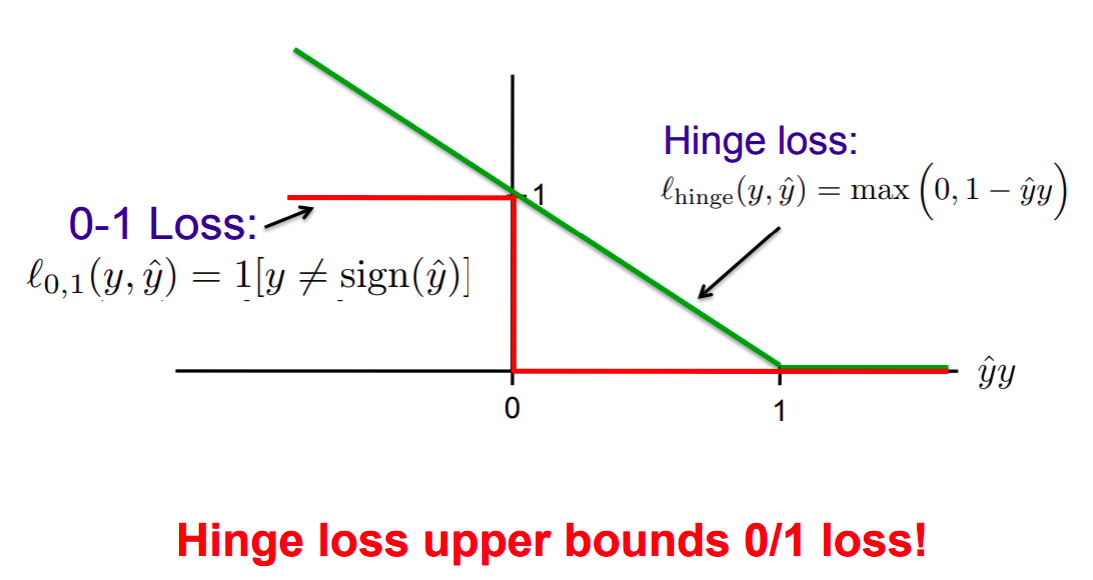 Hinge loss:
ℓ_hinge(y, ŷ) = max(0, 1 − ŷy)
1
0-1 Loss:
ℓ_0,1(y, ŷ) = 1[y ≠ sign(ŷ)]
ŷy
0
1
Hinge loss upper bounds 0/1 loss!